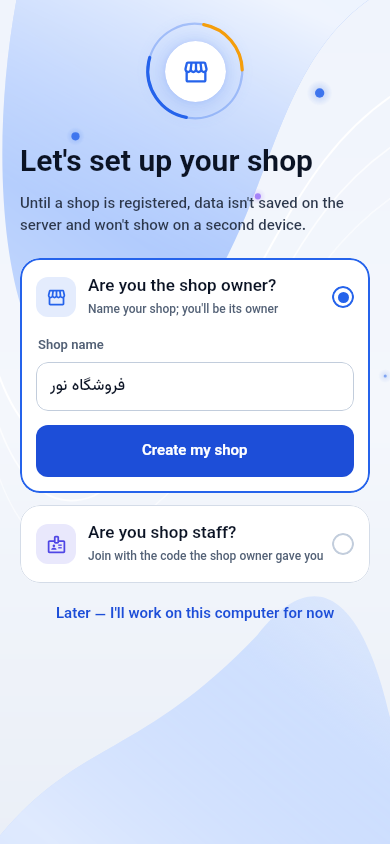 Let's set up your shop
Until a shop is registered, data isn't saved on the
server and won't show on a second device.
Are you the shop owner?
Name your shop; you'll be its owner
Shop name
فروشگاه نور
Create my shop
Are you shop staff?
Join with the code the shop owner gave you
Later — I'll work on this computer for now